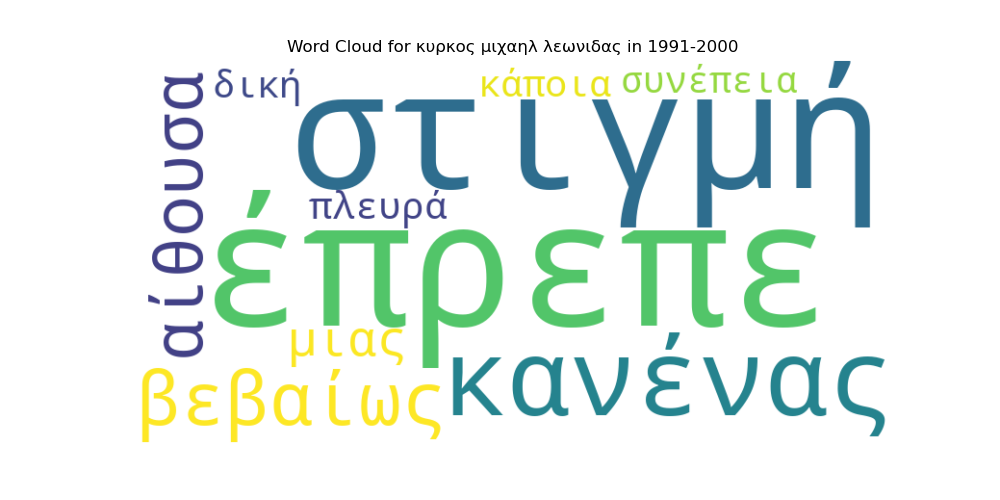 Word Cloud for κυρκος μιχαηλ λεωνιδας in 1991-2000
δική
κάποια
συνέπεια
στιγμή
αίθουσα
πλευρά
έπρεπε
μιας
κανένας
βεβαίως